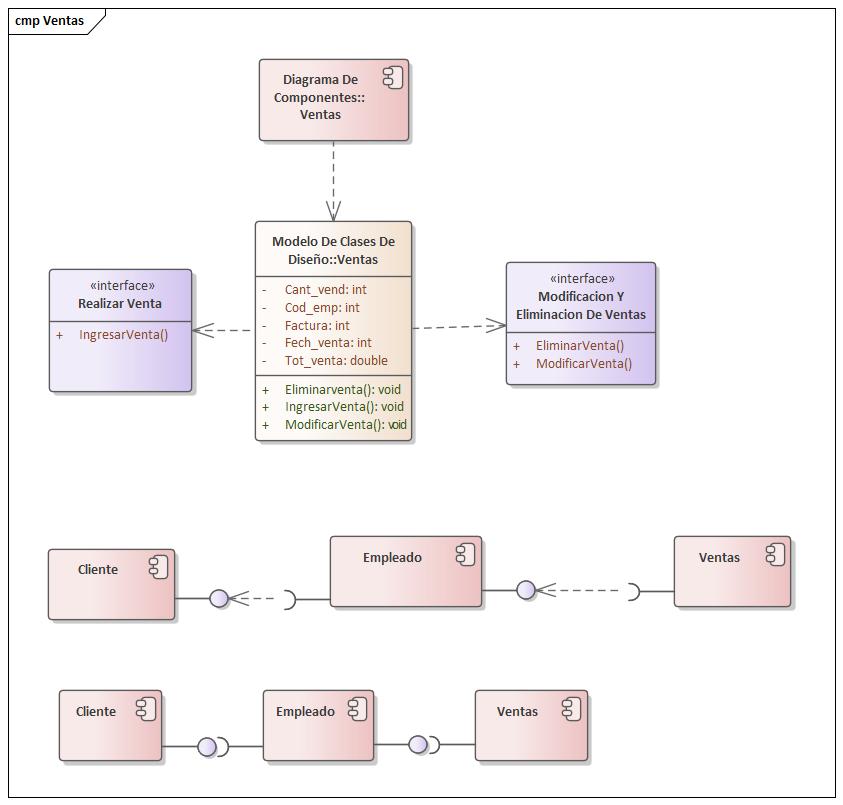 cmp Ventas
Diagrama De
Componentes::
Ventas
Modelo De Clases De
Diseño::Ventas
- Cant_vend: int
- Cod_emp: int
- Factura: int
- Fech_venta: int
- Tot_venta: double
+ Eliminarventa(): void
+ IngresarVenta(): void
+ ModificarVenta(): void
«interface»
Realizar Venta
+ IngresarVenta()
«interface»
Modificacion Y
Eliminacion De Ventas
+ EliminarVenta()
+ ModificarVenta()
Cliente
Empleado
Ventas
Cliente
Empleado
Ventas